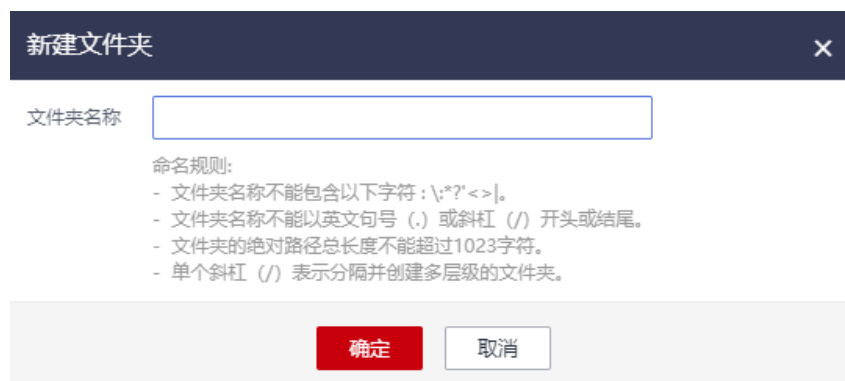 新建文件夹
×
文件夹名称
命名规则:
- 文件夹名称不能包含以下字符 : \:*?'<>|。
- 文件夹名称不能以英文句号（.）或斜杠（/）开头或结尾。
- 文件夹的绝对路径总长度不能超过1023字符。
- 单个斜杠（/）表示分隔并创建多层级的文件夹。
确定 取消